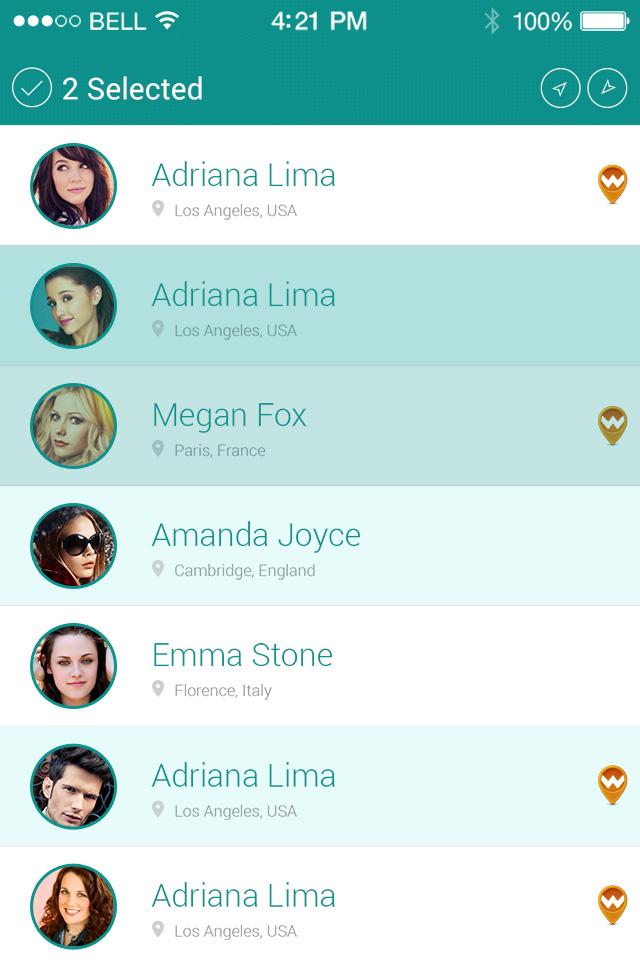 BELL 4:21 PM 100%
2 Selected
Adriana Lima
Los Angeles, USA
Adriana Lima
Los Angeles, USA
Megan Fox
Paris, France
Amanda Joyce
Cambridge, England
Emma Stone
Florence, Italy
Adriana Lima
Los Angeles, USA
Adriana Lima
Los Angeles, USA